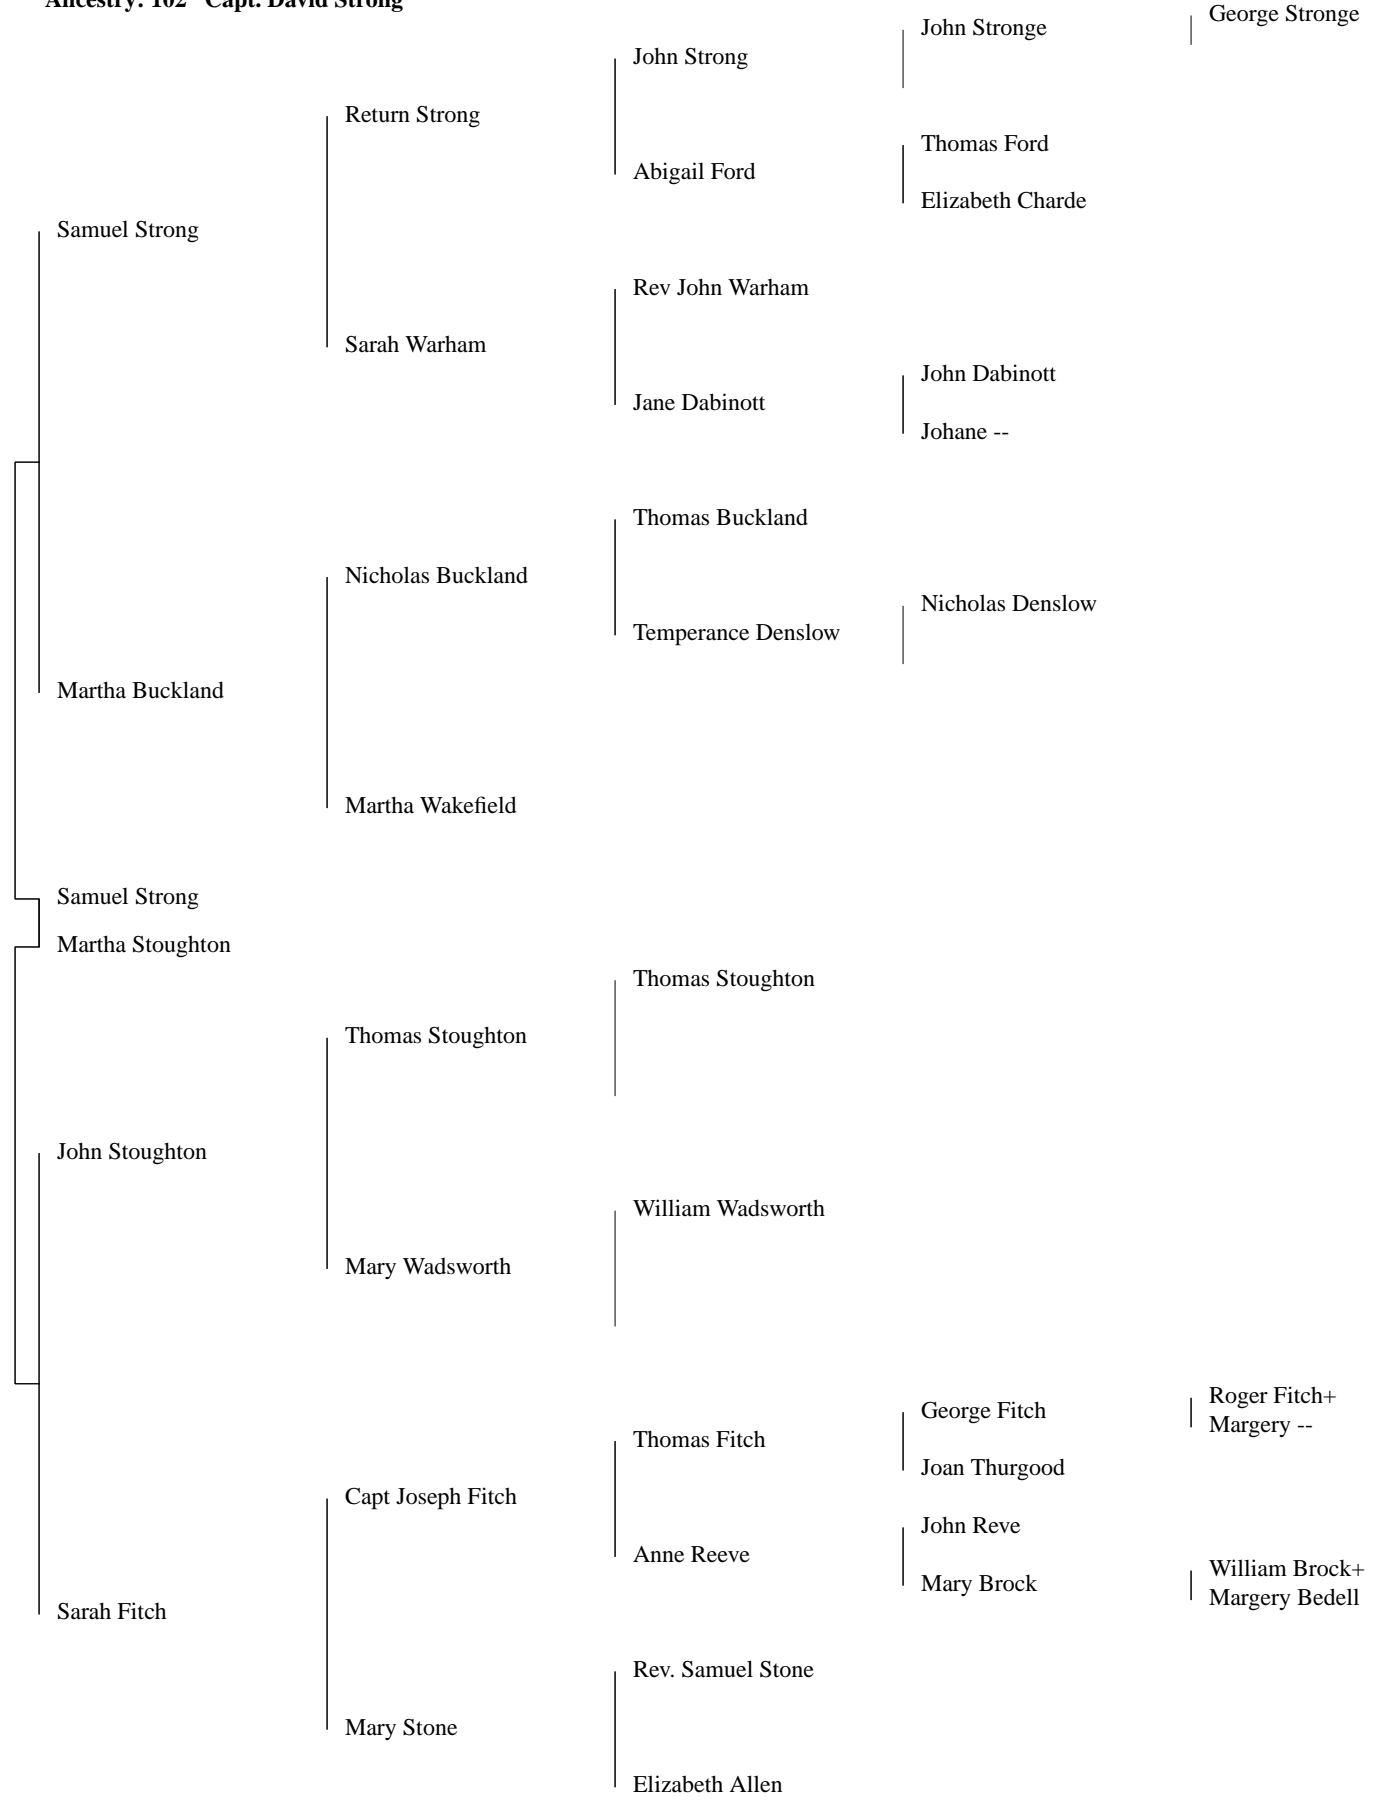 Ancestry: 102 Capt. David Strong
George Stronge
John Stronge
John Strong
Return Strong
Thomas Ford
Abigail Ford
Elizabeth Charde
Samuel Strong
Rev John Warham
Sarah Warham
John Dabinott
Jane Dabinott
Johane --
Thomas Buckland
Nicholas Buckland
Nicholas Denslow
Temperance Denslow
Martha Buckland
Martha Wakefield
Samuel Strong
Martha Stoughton
Thomas Stoughton
Thomas Stoughton
John Stoughton
William Wadsworth
Mary Wadsworth
Roger Fitch+
George Fitch
Margery --
Thomas Fitch
Joan Thurgood
Capt Joseph Fitch
John Reve
Anne Reeve
William Brock+
Mary Brock
Margery Bedell
Sarah Fitch
Rev. Samuel Stone
Mary Stone
Elizabeth Allen